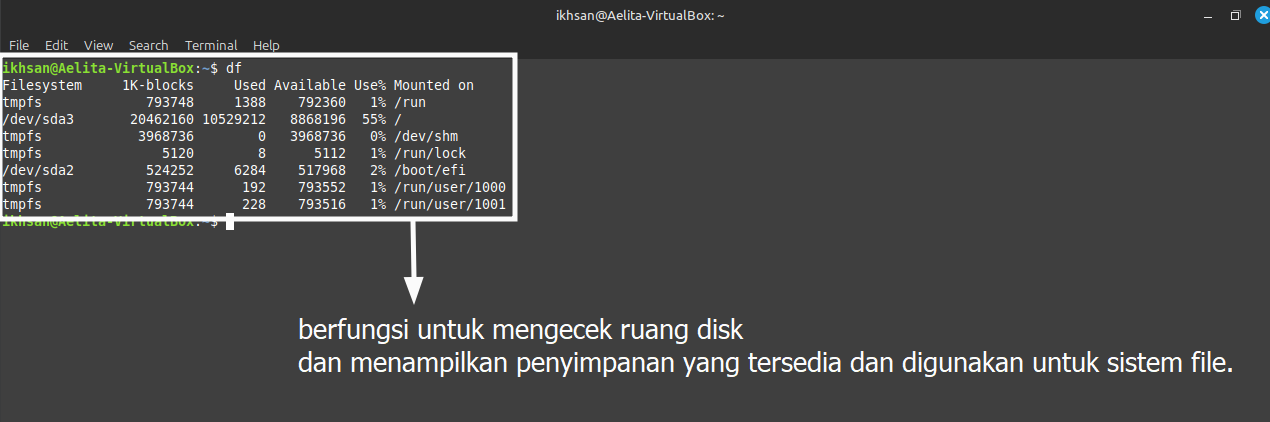 ikhsan@Aelita-VirtualBox: ~
File Edit View Search Terminal Help
ikhsan@Aelita-VirtualBox:~$ df
Filesystem     1K-blocks     Used Available Use% Mounted on
tmpfs             793748     1388    792360   1% /run
/dev/sda3       20462160 10529212   8868196  55% /
tmpfs            3968736        0   3968736   0% /dev/shm
tmpfs               5120        8      5112   1% /run/lock
/dev/sda2         524252     6284    517968   2% /boot/efi
tmpfs             793744      192    793552   1% /run/user/1000
tmpfs             793744      228    793516   1% /run/user/1001
ikhsan@Aelita-VirtualBox:~$
berfungsi untuk mengecek ruang disk
dan menampilkan penyimpanan yang tersedia dan digunakan untuk sistem file.